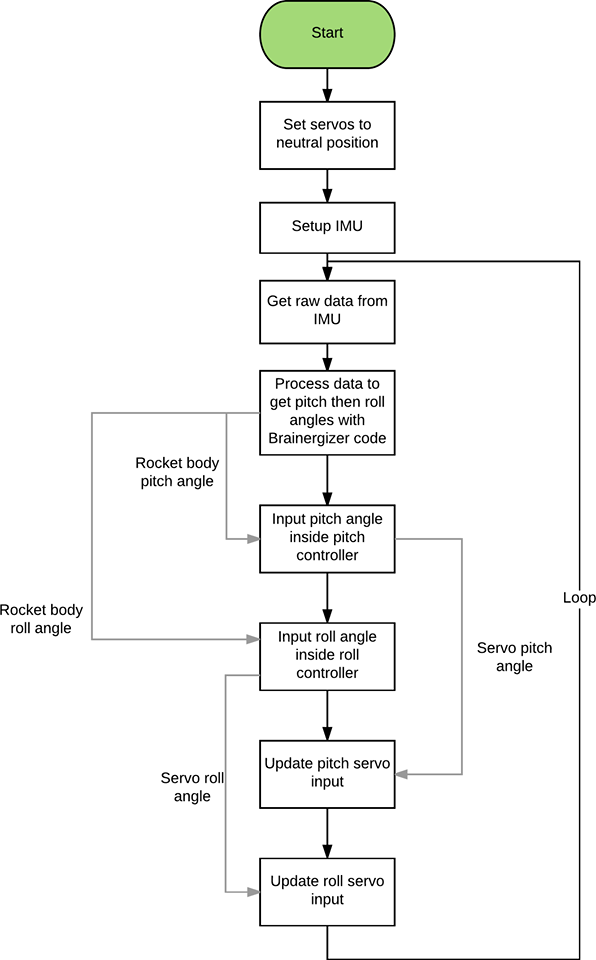 Start
Set servos to
neutral position
Setup IMU
Get raw data from
IMU
Process data to
get pitch then roll
angles with
Brainergizer code
Rocket body
pitch angle
Input pitch angle
inside pitch
controller
Loop
Rocket body
roll angle
Input roll angle
inside roll
controller
Servo pitch
angle
Update pitch servo
input
Servo roll
angle
Update roll servo
input